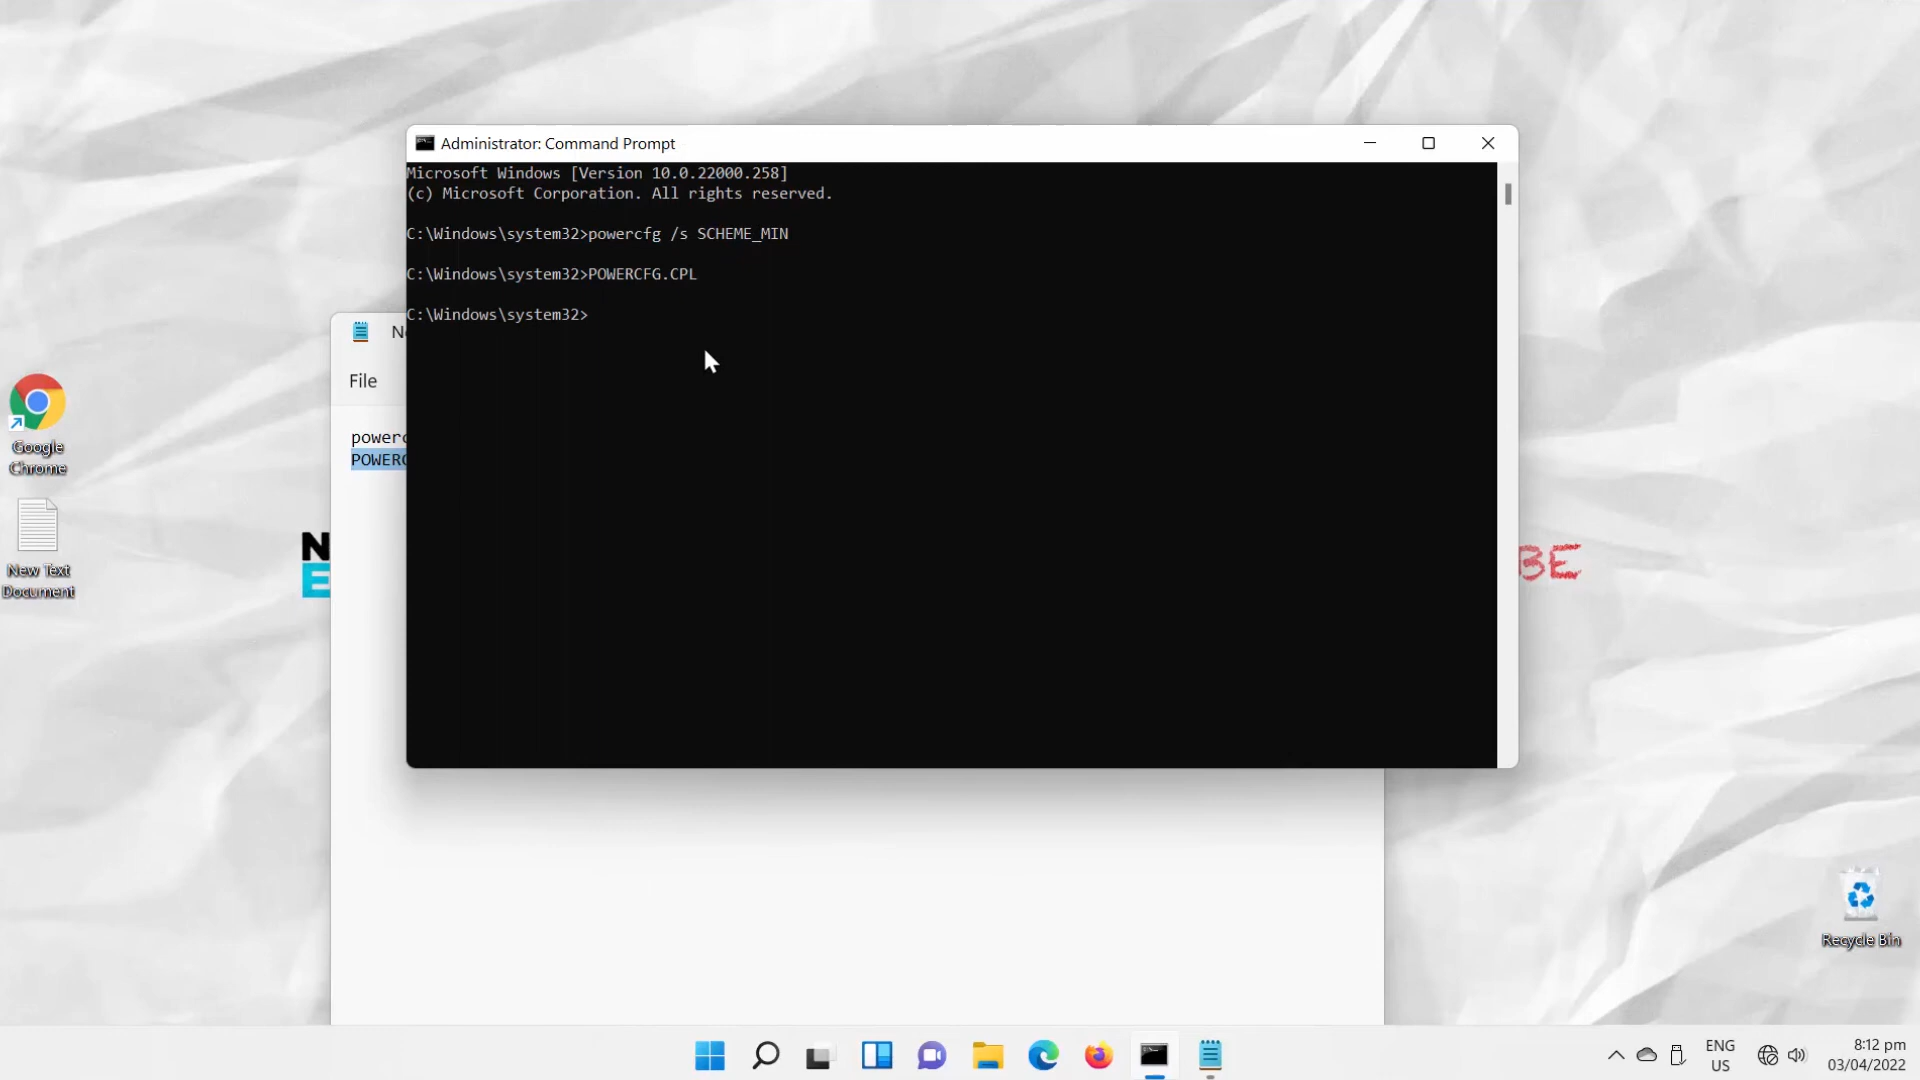 Administrator: Command Prompt
Microsoft Windows [Version 10.0.22000.258]
(c) Microsoft Corporation. All rights reserved.
C:\Windows\system32>powercfg /s SCHEME_MIN
C:\Windows\system32>POWERCFG.CPL
C:\Windows\system32>
File
Google
Chrome
New Text
Document
Recycle Bin
ENG
US
8:12 pm
03/04/2022